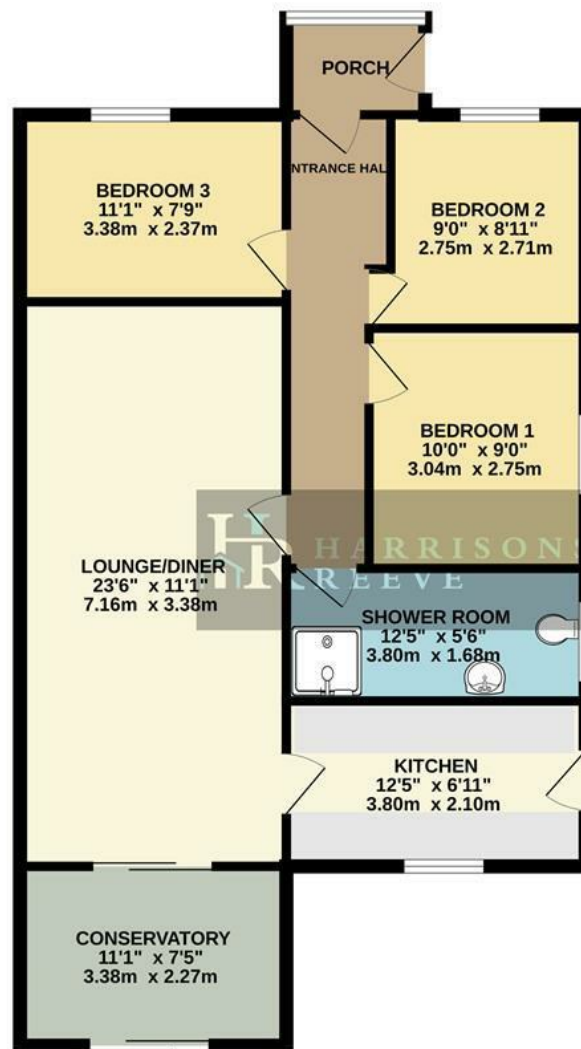 PORCH
NTRANCE HAL
BEDROOM 3
11'1" x 7'9"
3.38m x 2.37m
BEDROOM 2
9'0" x 8'11"
2.75m x 2.71m
BEDROOM 1
10'0" x 9'0"
3.04m x 2.75m
HR HARRISONS
REEVE
LOUNGE/DINER
23'6" x 11'1"
7.16m x 3.38m
SHOWER ROOM
12'5" x 5'6"
3.80m x 1.68m
KITCHEN
12'5" x 6'11"
3.80m x 2.10m
CONSERVATORY
11'1" x 7'5"
3.38m x 2.27m